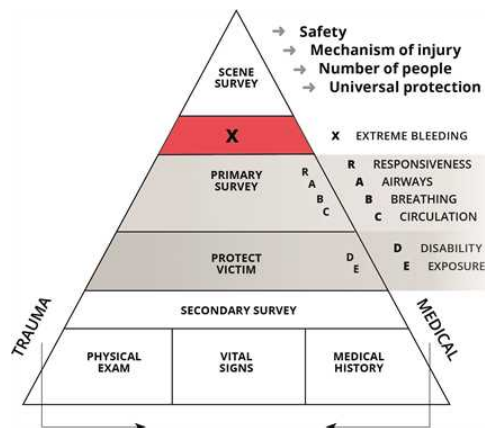 → Safety
→ Mechanism of injury
→ Number of people
→ Universal protection
SCENE
SURVEY
X
X EXTREME BLEEDING
PRIMARY
SURVEY
R
A
B
C
R RESPONSIVENESS
A AIRWAYS
B BREATHING
C CIRCULATION
PROTECT
VICTIM
D
E
D DISABILITY
E EXPOSURE
SECONDARY SURVEY
TRAUMA
MEDICAL
PHYSICAL
EXAM
VITAL
SIGNS
MEDICAL
HISTORY